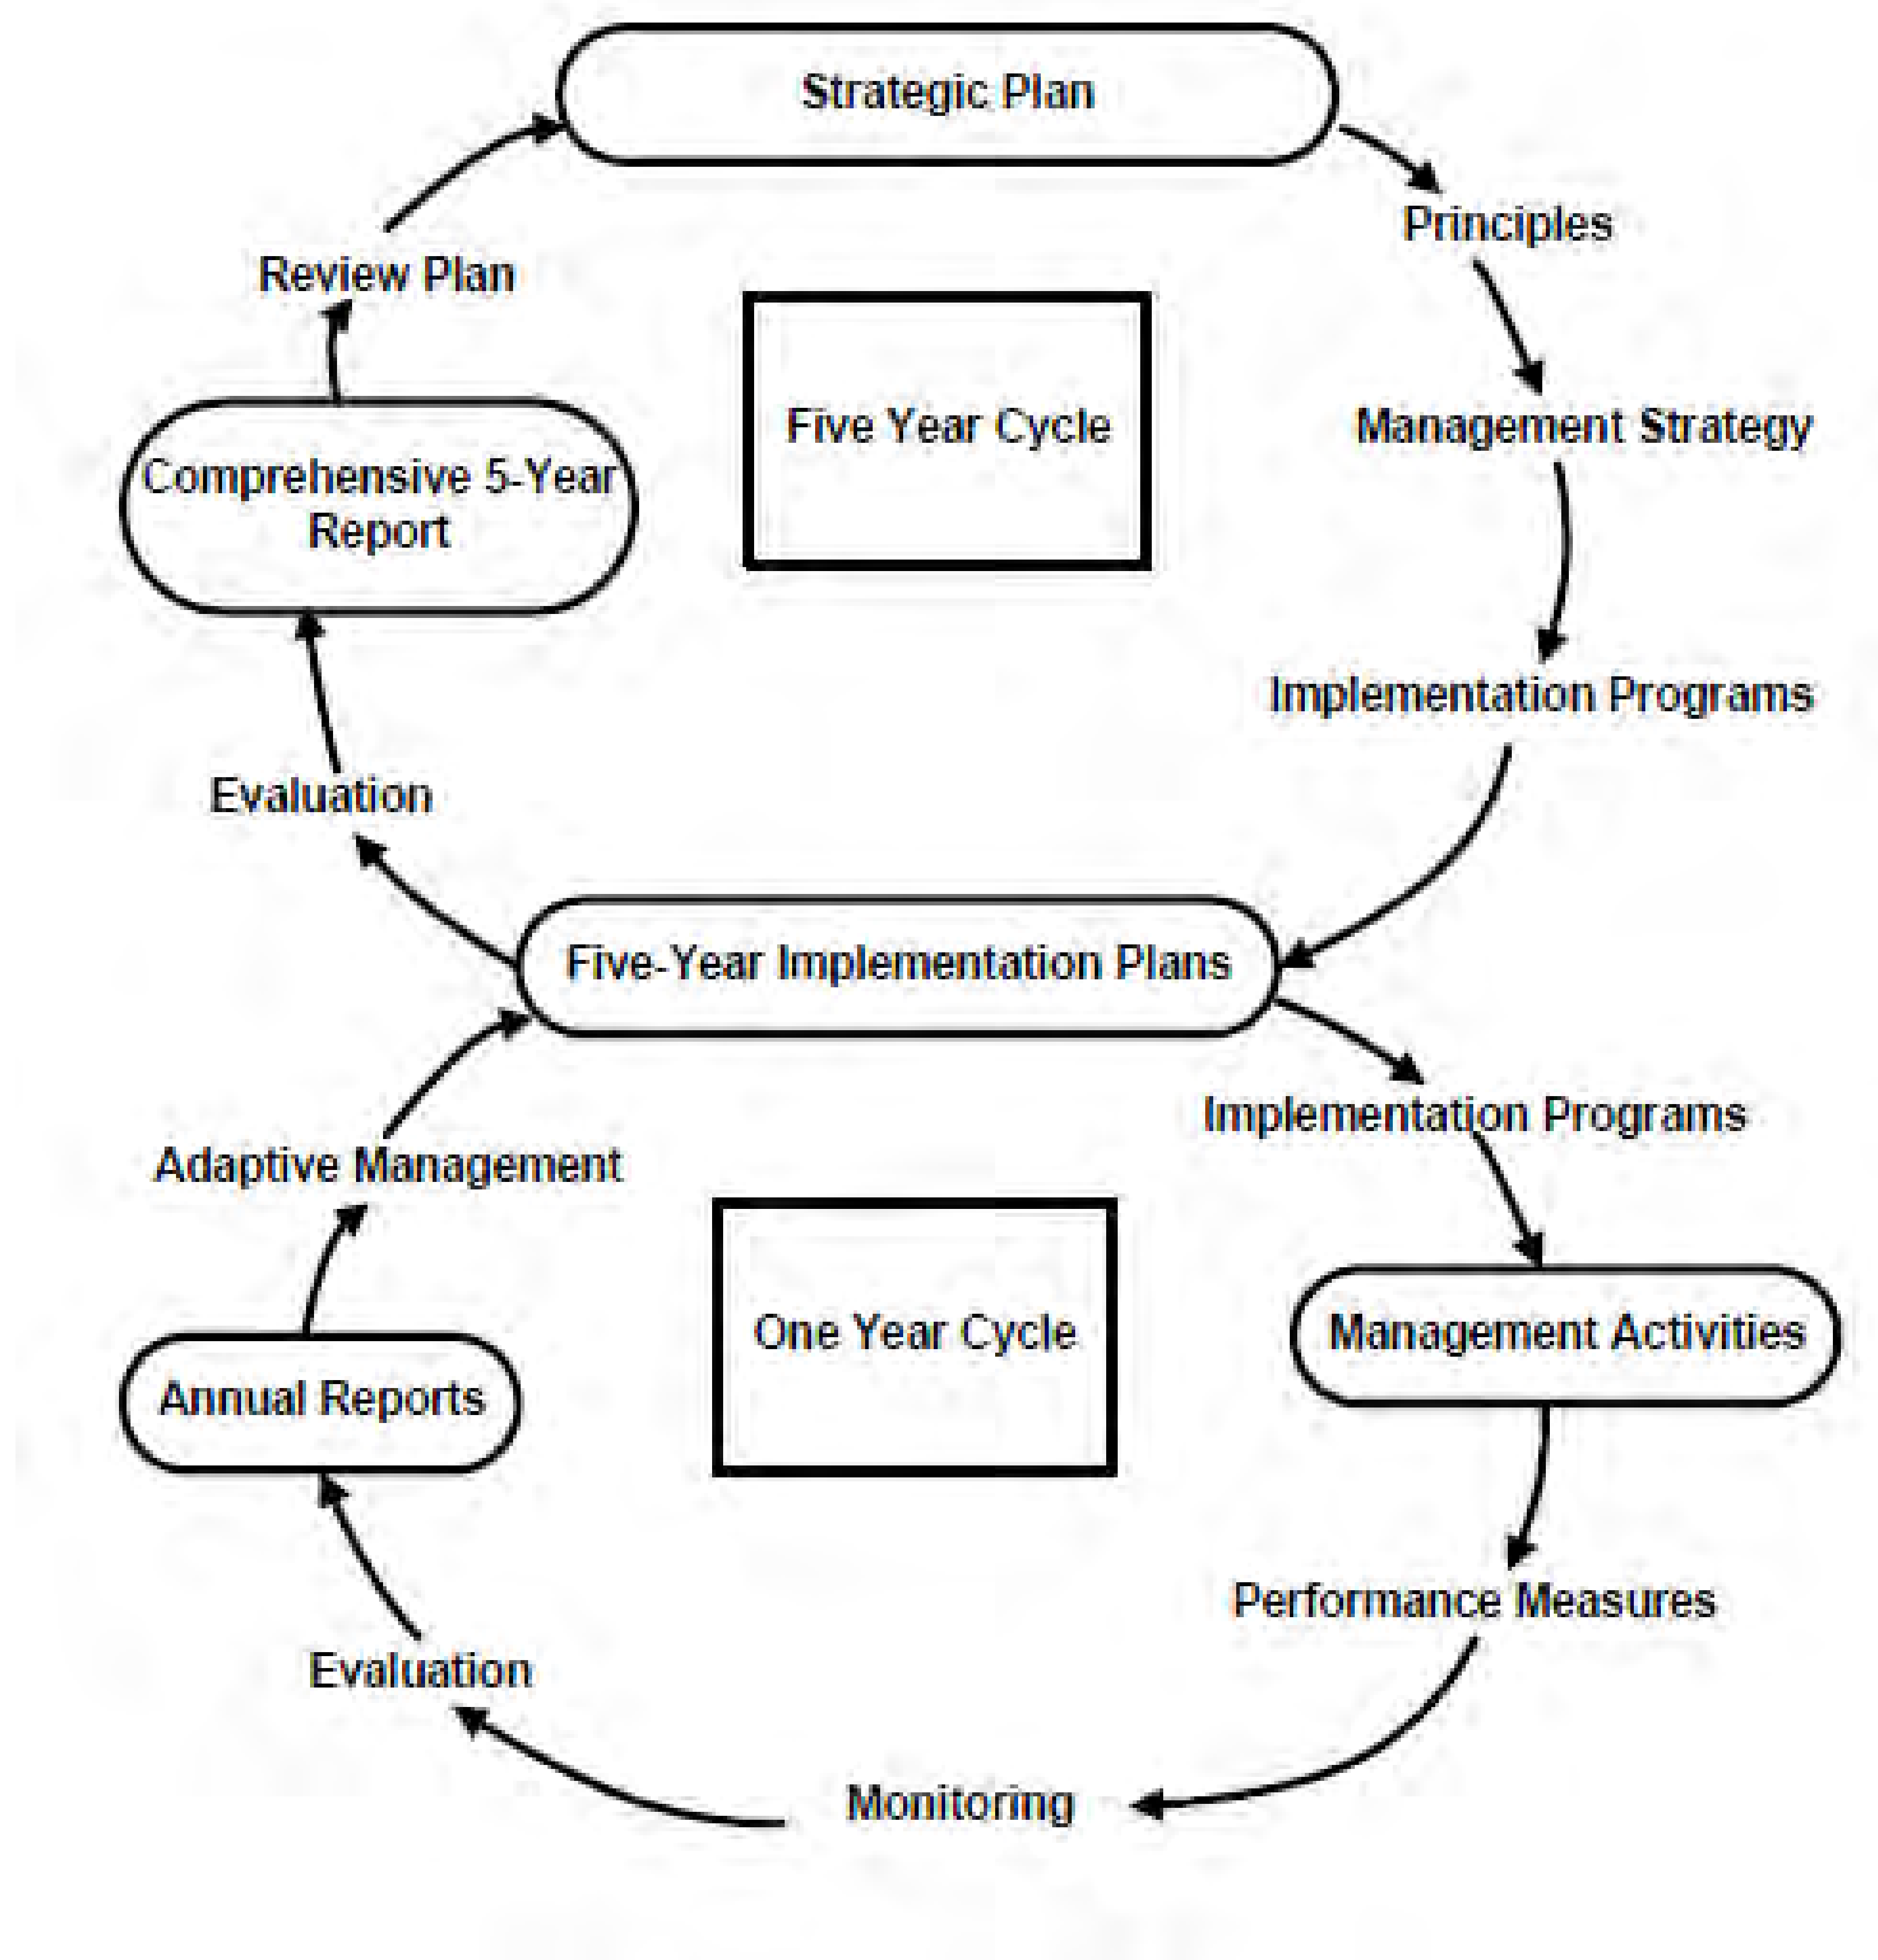 Strategic Plan
Principles
Review Plan
Five Year Cycle
Management Strategy
Comprehensive 5-Year
Report
Implementation Programs
Evaluation
Five-Year Implementation Plans
Implementation Programs
Adaptive Management
One Year Cycle
Management Activities
Annual Reports
Performance Measures
Evaluation
Monitoring